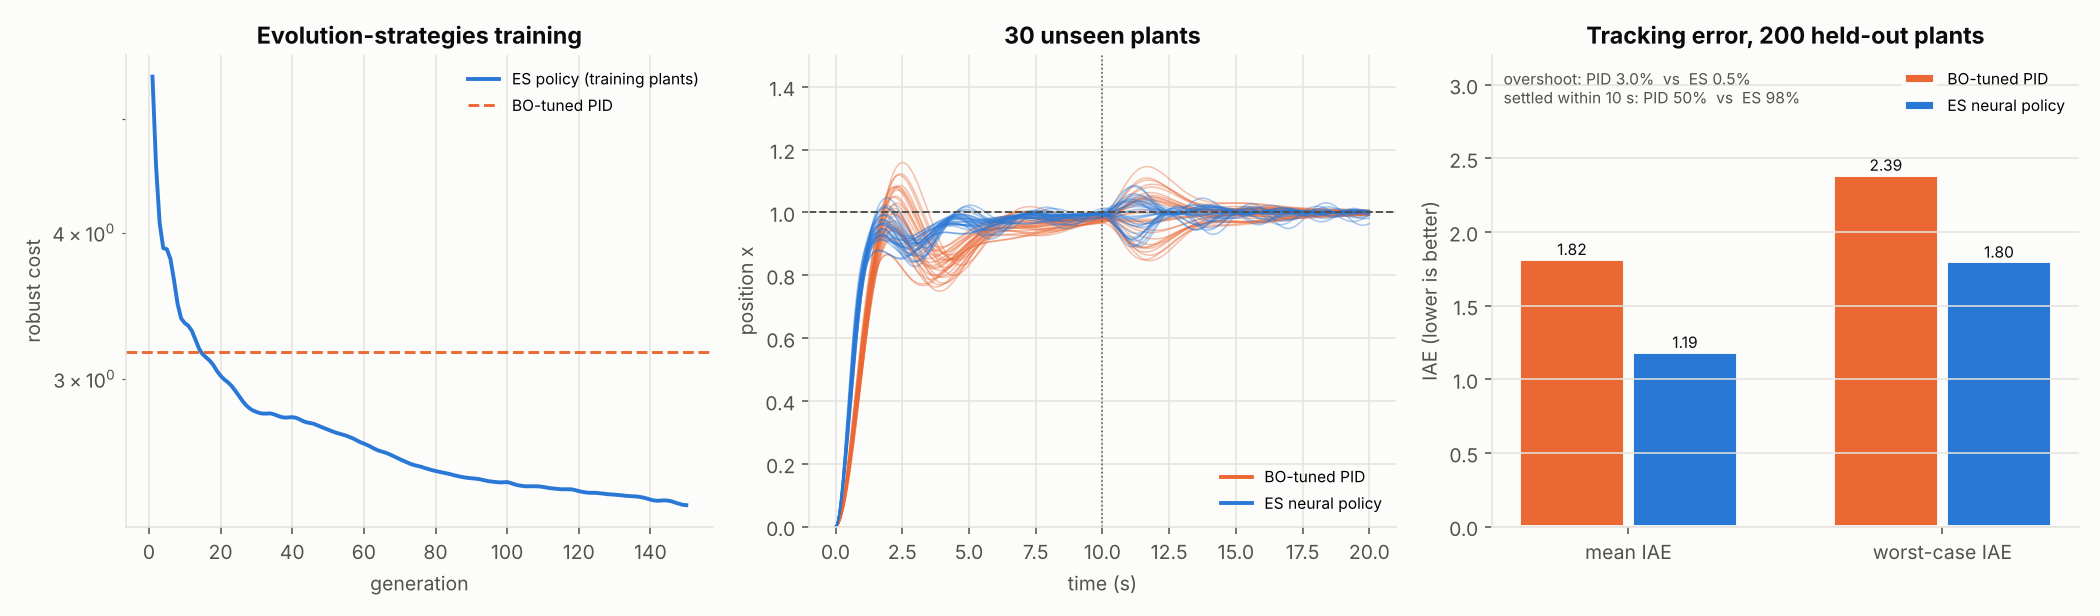 Evolution-strategies training
ES policy (training plants)
BO-tuned PID
4 × 10⁰
3 × 10⁰
robust cost
0 20 40 60 80 100 120 140
generation
30 unseen plants
1.4
1.2
1.0
0.8
0.6
0.4
0.2
0.0
position x
BO-tuned PID
ES neural policy
0.0 2.5 5.0 7.5 10.0 12.5 15.0 17.5 20.0
time (s)
Tracking error, 200 held-out plants
overshoot: PID 3.0% vs ES 0.5%
settled within 10 s: PID 50% vs ES 98%
BO-tuned PID
ES neural policy
3.0
2.5
2.0
1.5
1.0
0.5
0.0
IAE (lower is better)
1.82
1.19
2.39
1.80
mean IAE
worst-case IAE